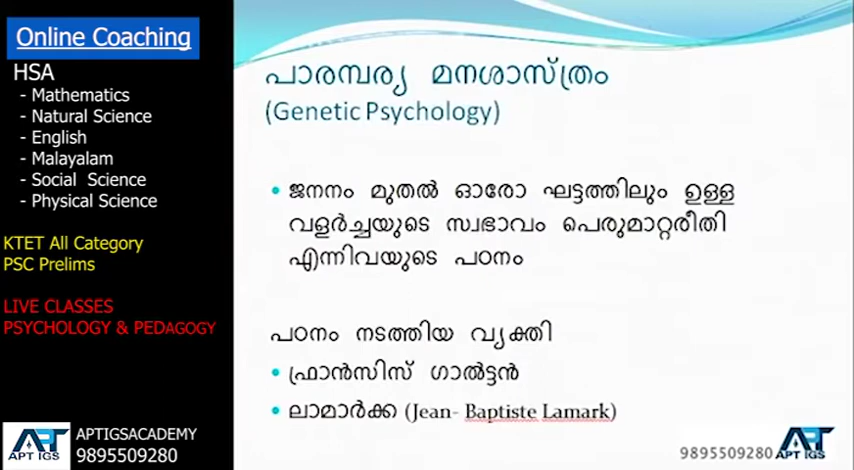 Online Coaching
HSA
- Mathematics
- Natural Science
- English
- Malayalam
- Social Science
- Physical Science
KTET All Category
PSC Prelims
LIVE CLASSES
PSYCHOLOGY & PEDAGOGY
ART
APT IGS
APTIGSACADEMY
9895509280
പാരമ്പര്യ മനശാസ്ത്രം
(Genetic Psychology)
• ജനനം മുതൽ ഓരോ ഘട്ടത്തിലും ഉള്ള
വളർച്ചയുടെ സ്വഭാവം പെരുമാറ്റരീതി
എന്നിവയുടെ പഠനം
പഠനം നടത്തിയ വ്യക്തി
• ഫ്രാൻസിസ് ഗാൽട്ടൻ
• ലാമാർക്ക (Jean- Baptiste Lamark)
9895509280
ART
APT IGS